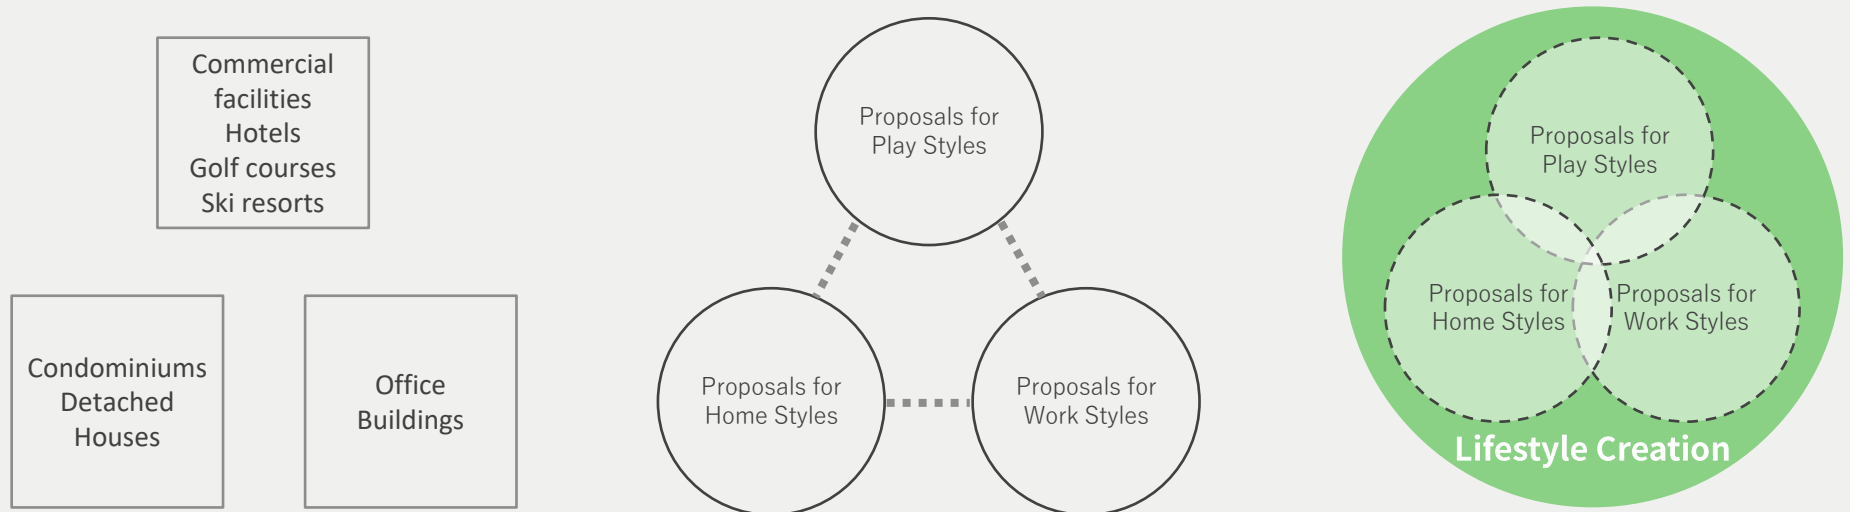 Commercial
facilities
Hotels
Golf courses
Ski resorts
Condominiums
Detached
Houses
Office
Buildings
Proposals for
Play Styles
Proposals for
Home Styles
Proposals for
Work Styles
Proposals for
Play Styles
Proposals for
Home Styles
Proposals for
Work Styles
Lifestyle Creation